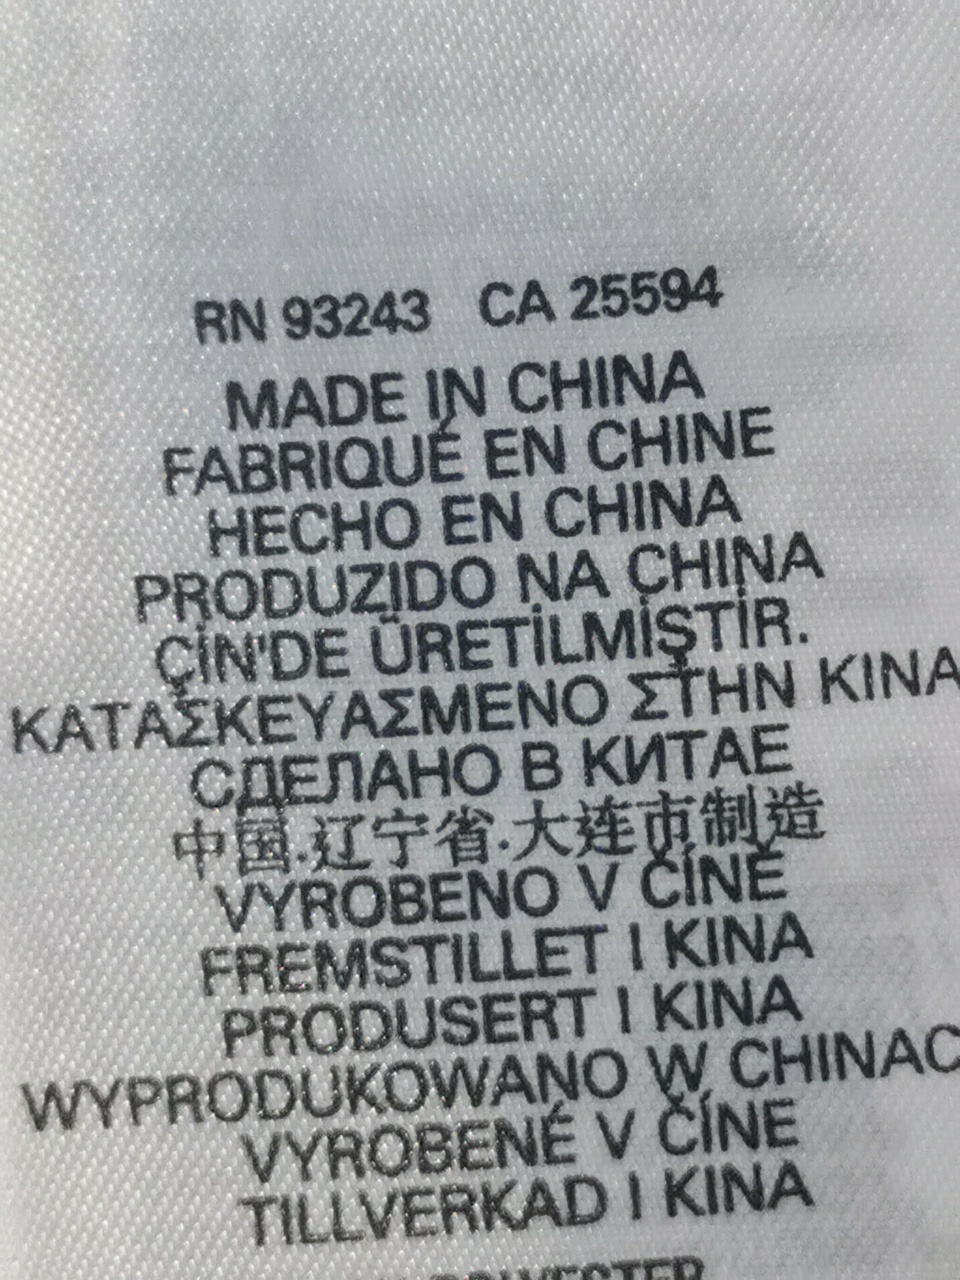 RN 93243 CA 25594
MADE IN CHINA
FABRIQUÉ EN CHINE
HECHO EN CHINA
PRODUZIDO NA CHINA
ÇİN'DE ÜRETİLMİŞTİR.
ΚΑΤΑΣΚΕΥΑΣΜΕΝΟ ΣΤΗΝ ΚΙΝΑ
СДЕЛАНО В КИТАЕ
中国.辽宁省.大连市制造
VYROBENO V ČÍNĚ
FREMSTILLET I KINA
PRODUSERT I KINA
WYPRODUKOWANO W CHINAC
VYROBENÉ V ČÍNE
TILLVERKAD I KINA
POLYESTER